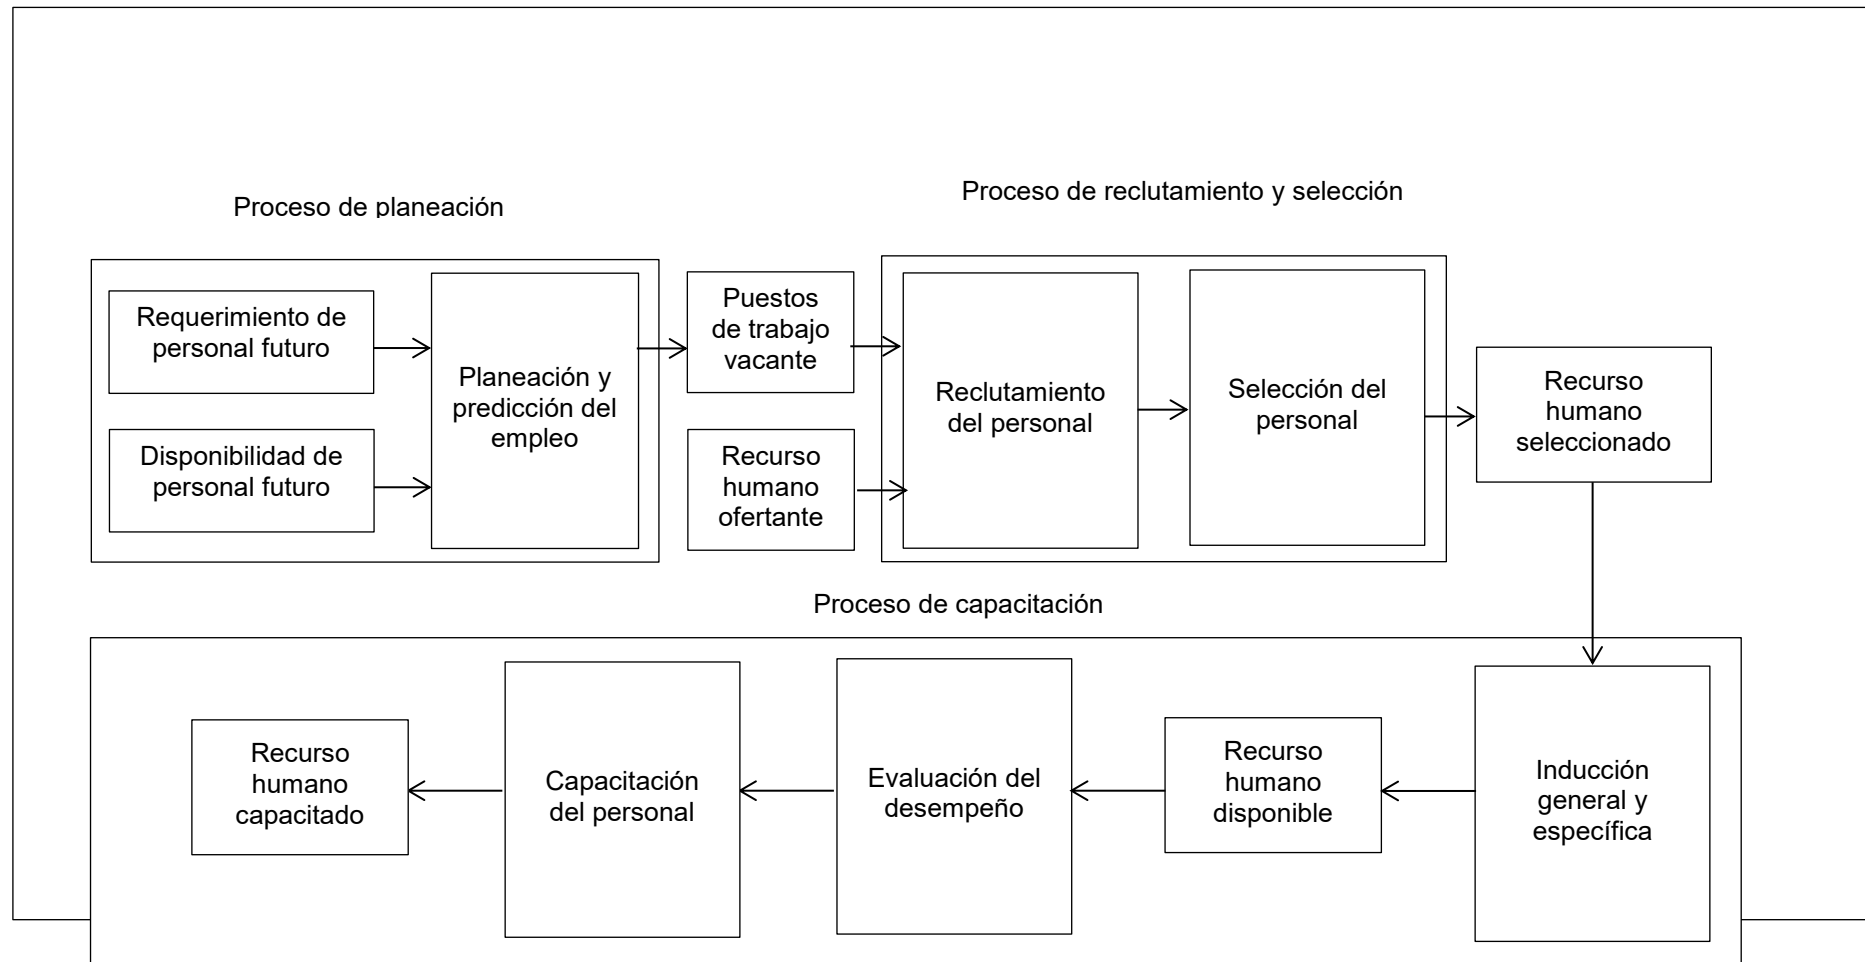 Proceso de planeación
Proceso de reclutamiento y selección
Requerimiento de
personal futuro
Disponibilidad de
personal futuro
Planeación y
predicción del
empleo
Puestos
de trabajo
vacante
Recurso
humano
ofertante
Reclutamiento
del personal
Selección del
personal
Recurso
humano
seleccionado
Proceso de capacitación
Recurso
humano
capacitado
Capacitación
del personal
Evaluación del
desempeño
Recurso
humano
disponible
Inducción
general y
específica